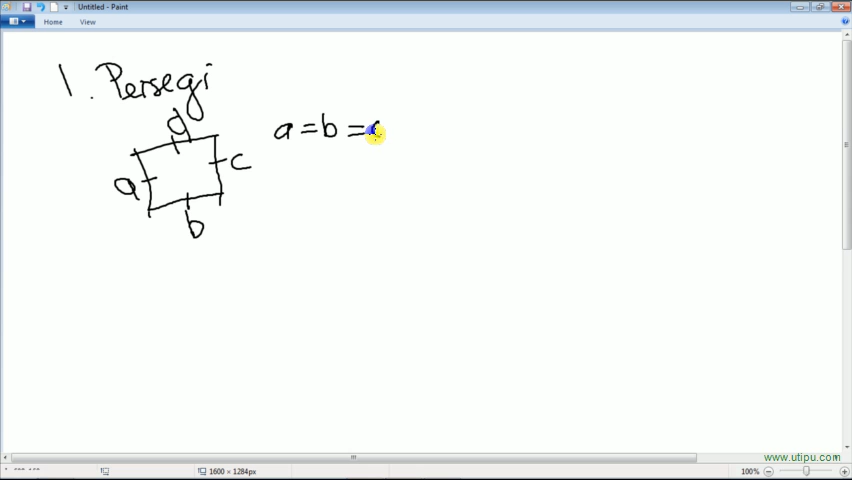 Untitled - Paint
Home View
1. Persegi
d
a = b =
c
a
b
www.utipu.com
1600 × 1284px
100%